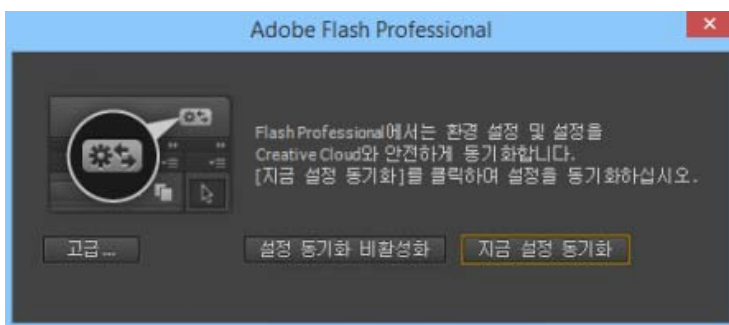 Adobe Flash Professional
Flash Professional에서는 환경 설정 및 설정을
Creative Cloud와 안전하게 동기화합니다.
[지금 설정 동기화]를 클릭하여 설정을 동기화하십시오.
고급...
설정 동기화 비활성화
지금 설정 동기화